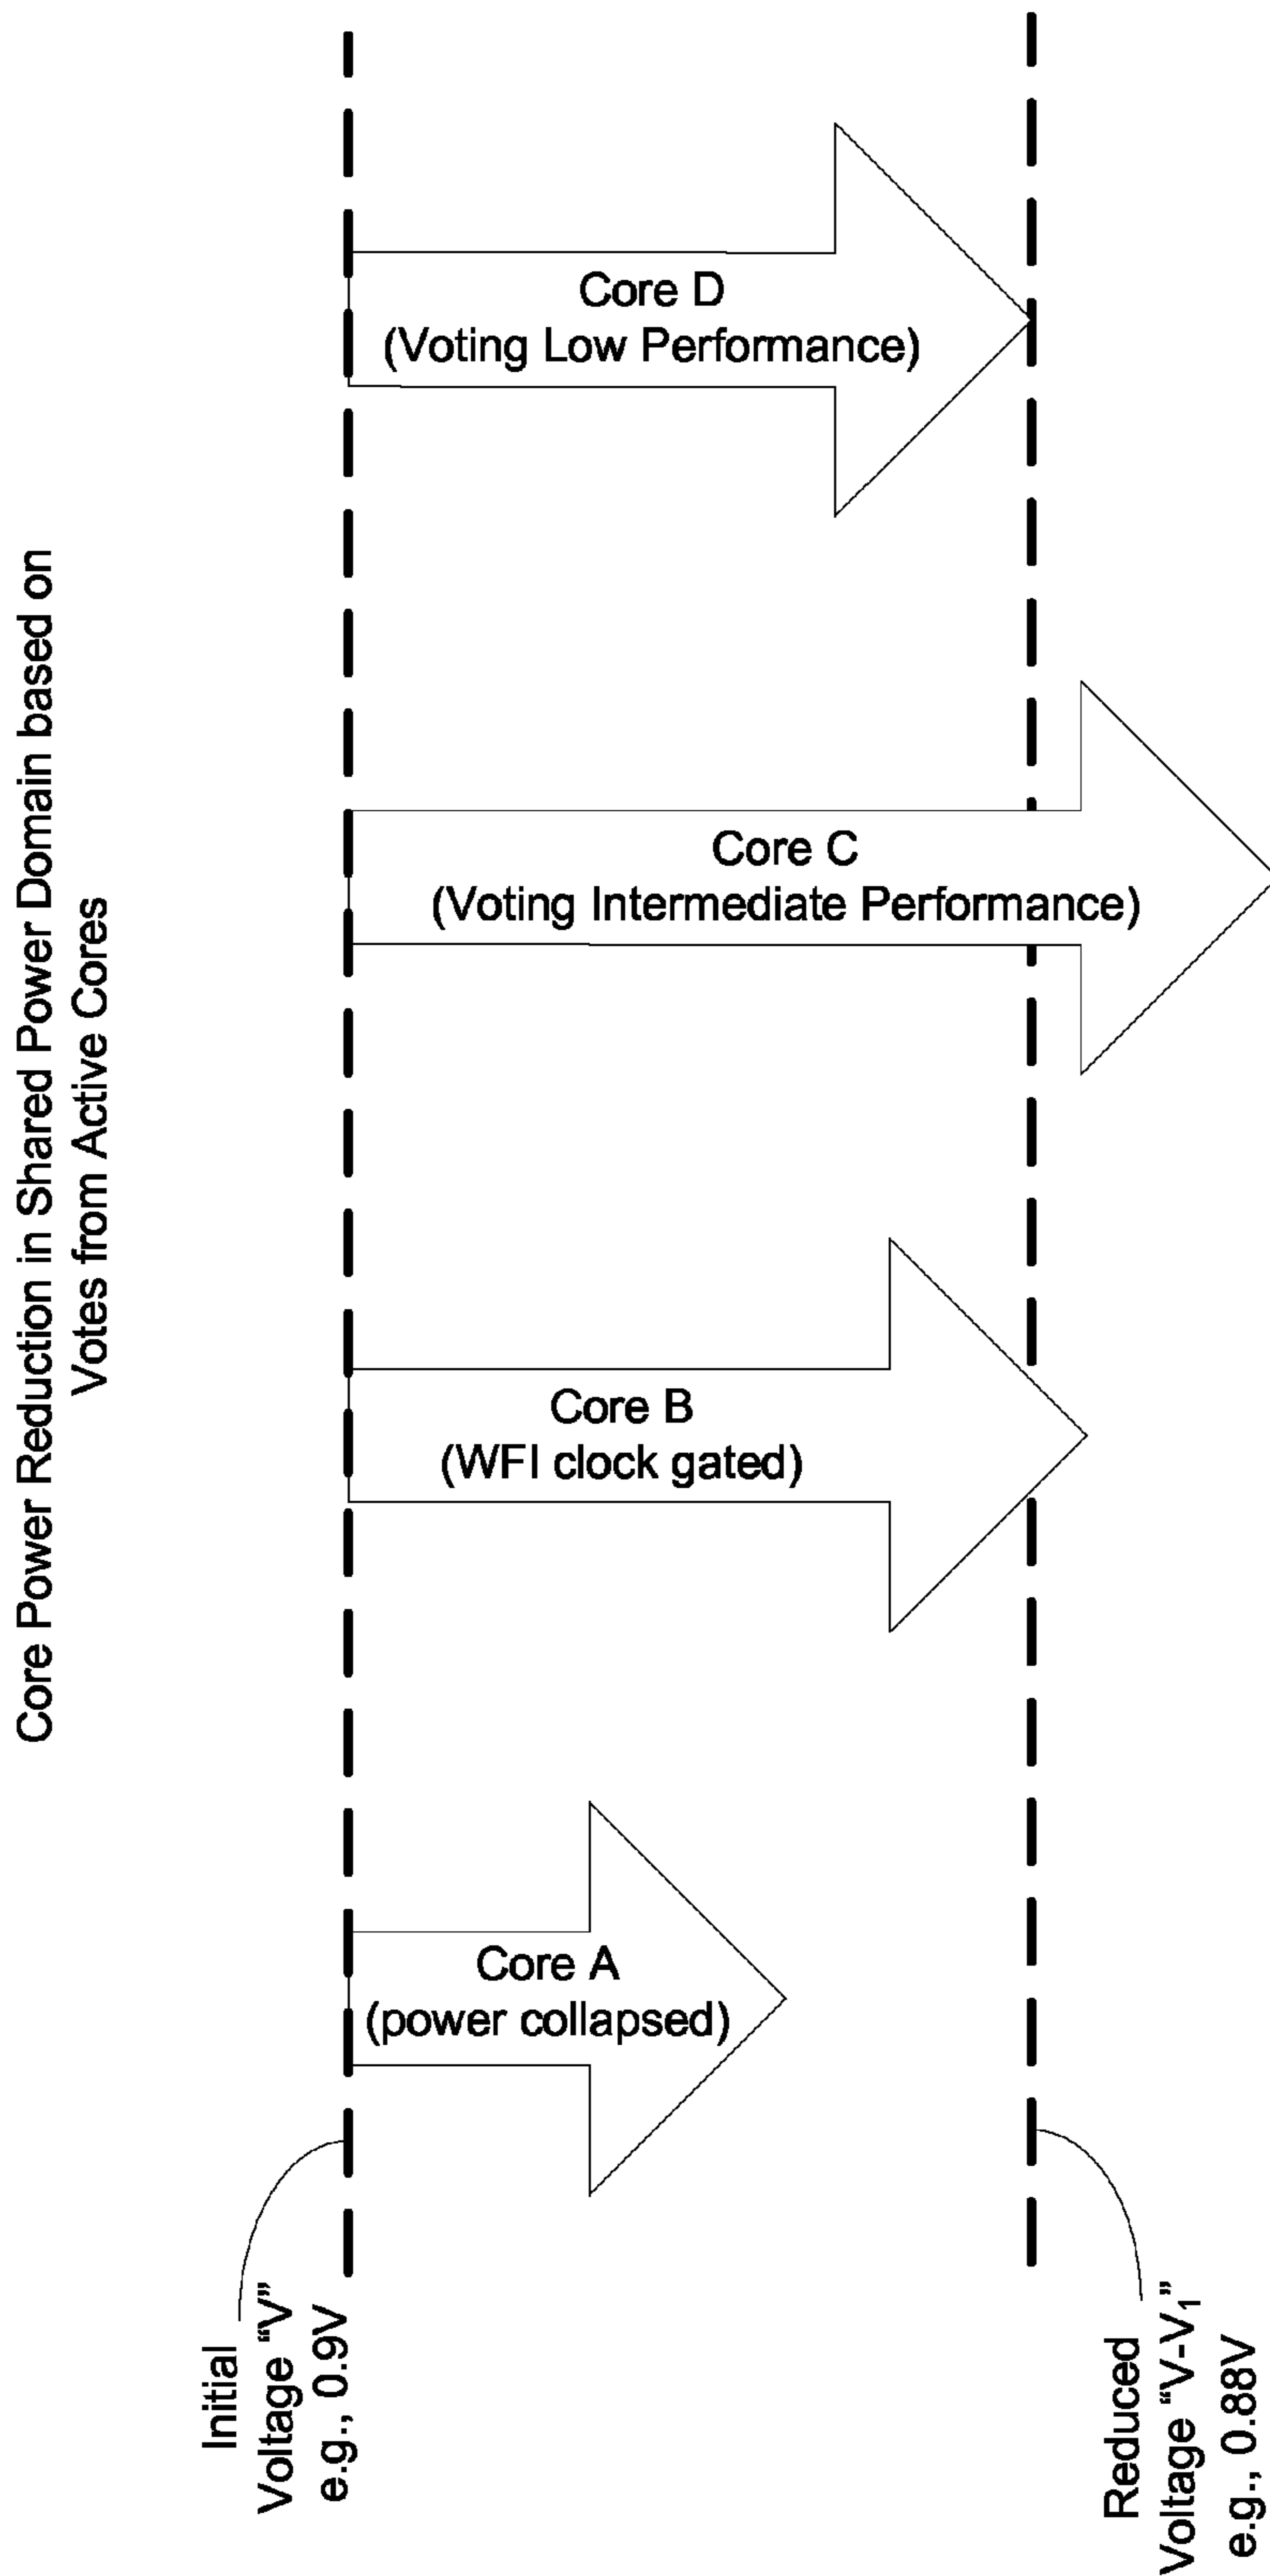 Core Power Reduction in Shared Power Domain based on
Votes from Active Cores
Initial
Voltage “V”
e.g., 0.9V
Core A
(power collapsed)
Core B
(WFI clock gated)
Core C
(Voting Intermediate Performance)
Core D
(Voting Low Performance)
Reduced
Voltage “V-V₁”
e.g., 0.88V